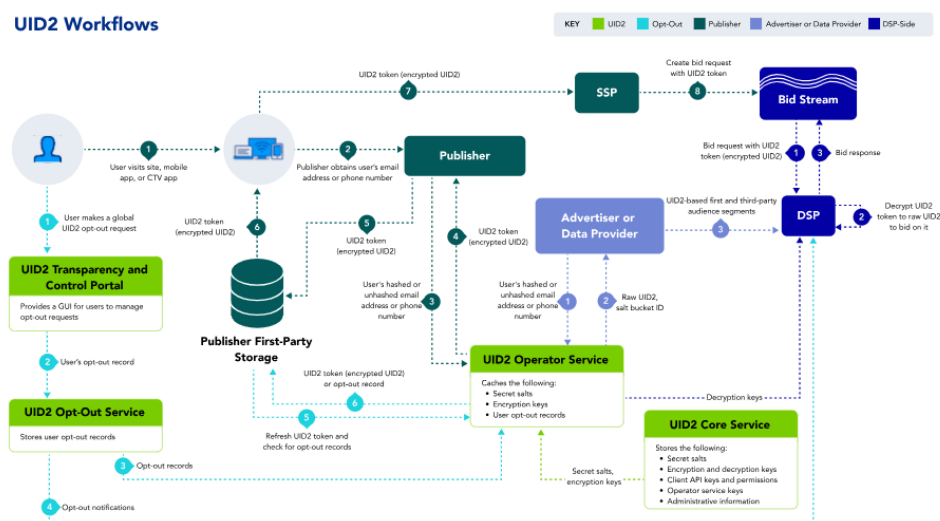 UID2 Workflows
KEY
UID2
Opt-Out
Publisher
Advertiser or Data Provider
DSP-Side
UID2 token (encrypted UID2)
7
SSP
Create bid request
with UID2 token
8
Bid Stream
1
User visits site, mobile
app, or CTV app
2
Publisher obtains user's email
address or phone number
Publisher
Bid request with UID2
token (encrypted UID2)
1
3
Bid response
1
User makes a global
UID2 opt-out request
UID2 token
(encrypted UID2)
6
5
UID2 token
(encrypted UID2)
4
UID2 token
(encrypted UID2)
Advertiser or
Data Provider
UID2-based first and third-party
audience segments
3
DSP
2
Decrypt UID2
token to raw UID2
to bid on it
UID2 Transparency and
Control Portal
Provides a GUI for users to manage
opt-out requests
Publisher First-Party
Storage
User's hashed or
unhashed email
address or phone
number
3
User's hashed or
unhashed email
address or phone
number
1
2
Raw UID2,
salt bucket ID
2
User's opt-out record
UID2 token (encrypted UID2)
or opt-out record
6
5
Refresh UID2 token and
check for opt-out records
UID2 Operator Service
Caches the following:
• Secret salts
• Encryption keys
• User opt-out records
Decryption keys
UID2 Opt-Out Service
Stores user opt-out records
3
Opt-out records
4
Opt-out notifications
Secret salts,
encryption keys
UID2 Core Service
Stores the following:
• Secret salts
• Encryption and decryption keys
• Client API keys and permissions
• Operator service keys
• Administrative information